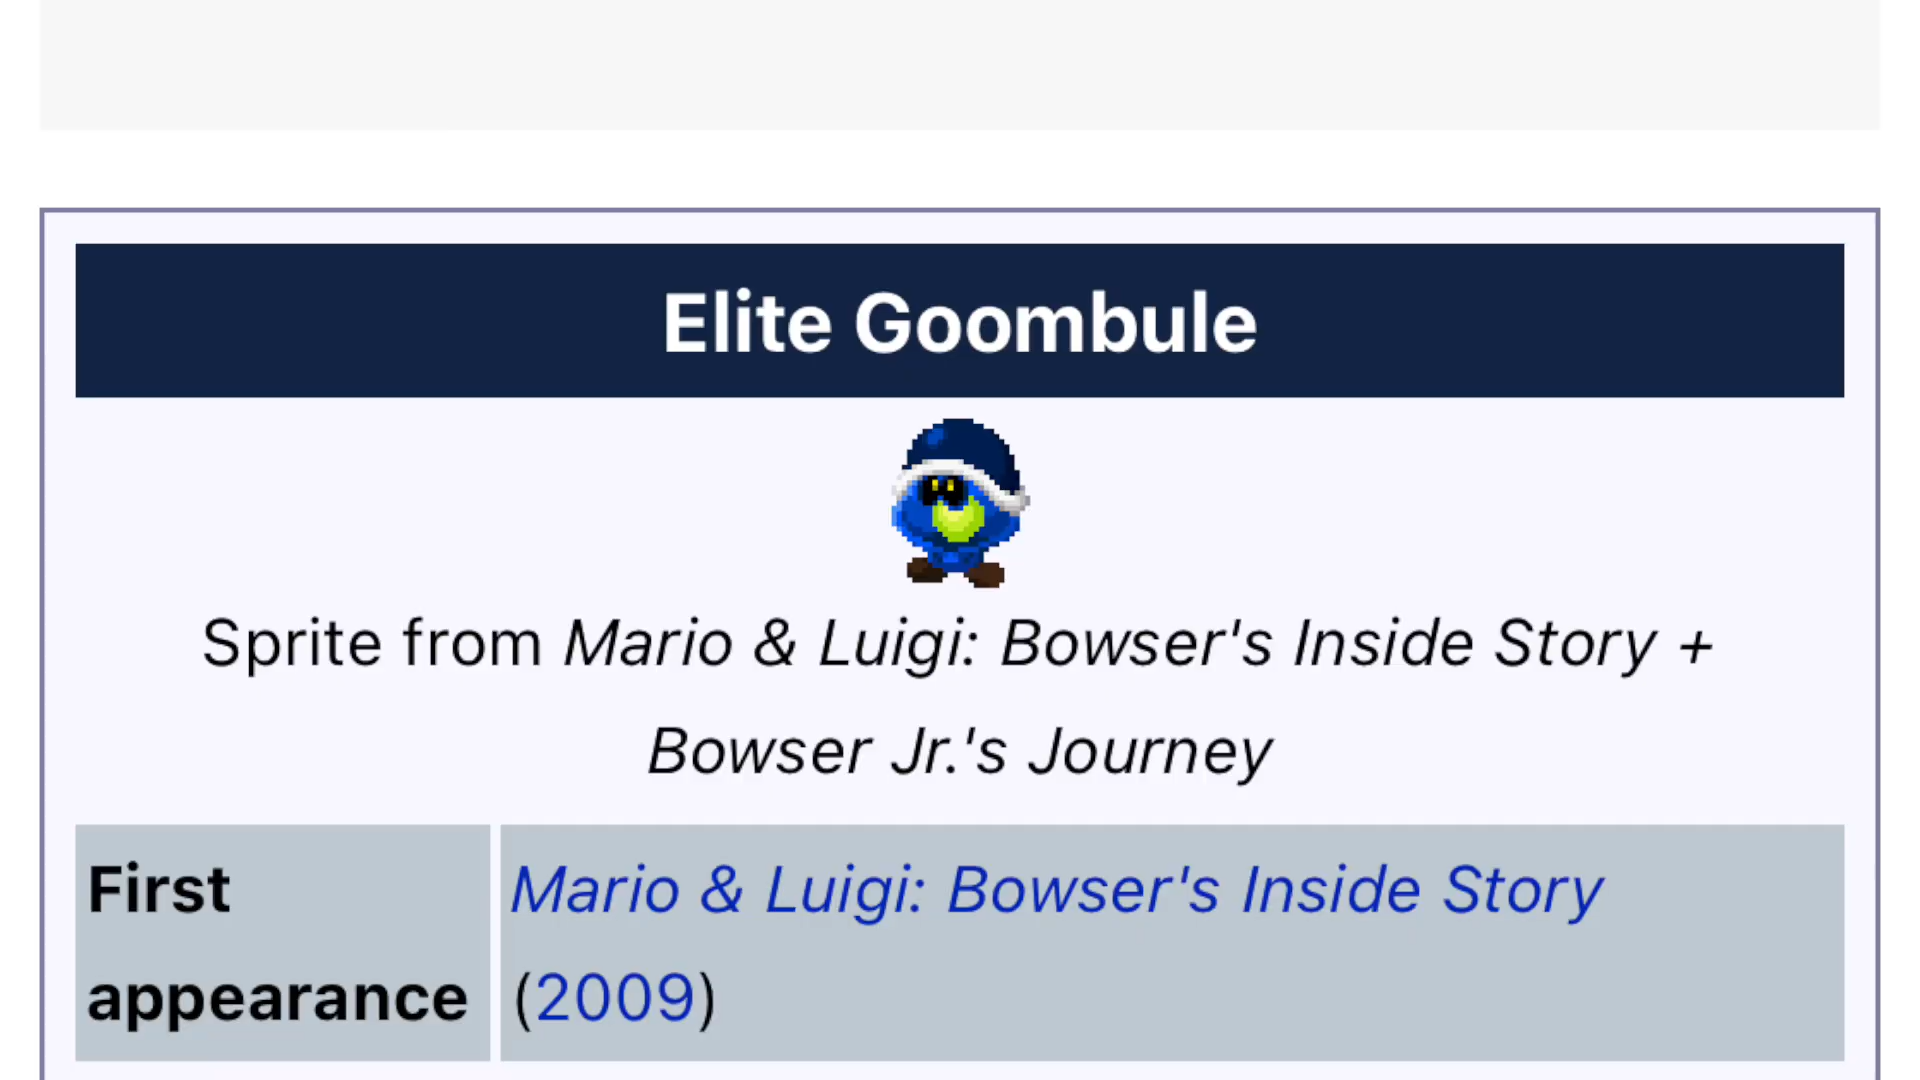 Elite Goombule
Sprite from Mario & Luigi: Bowser's Inside Story +
Bowser Jr.'s Journey
First appearance
Mario & Luigi: Bowser's Inside Story
(2009)